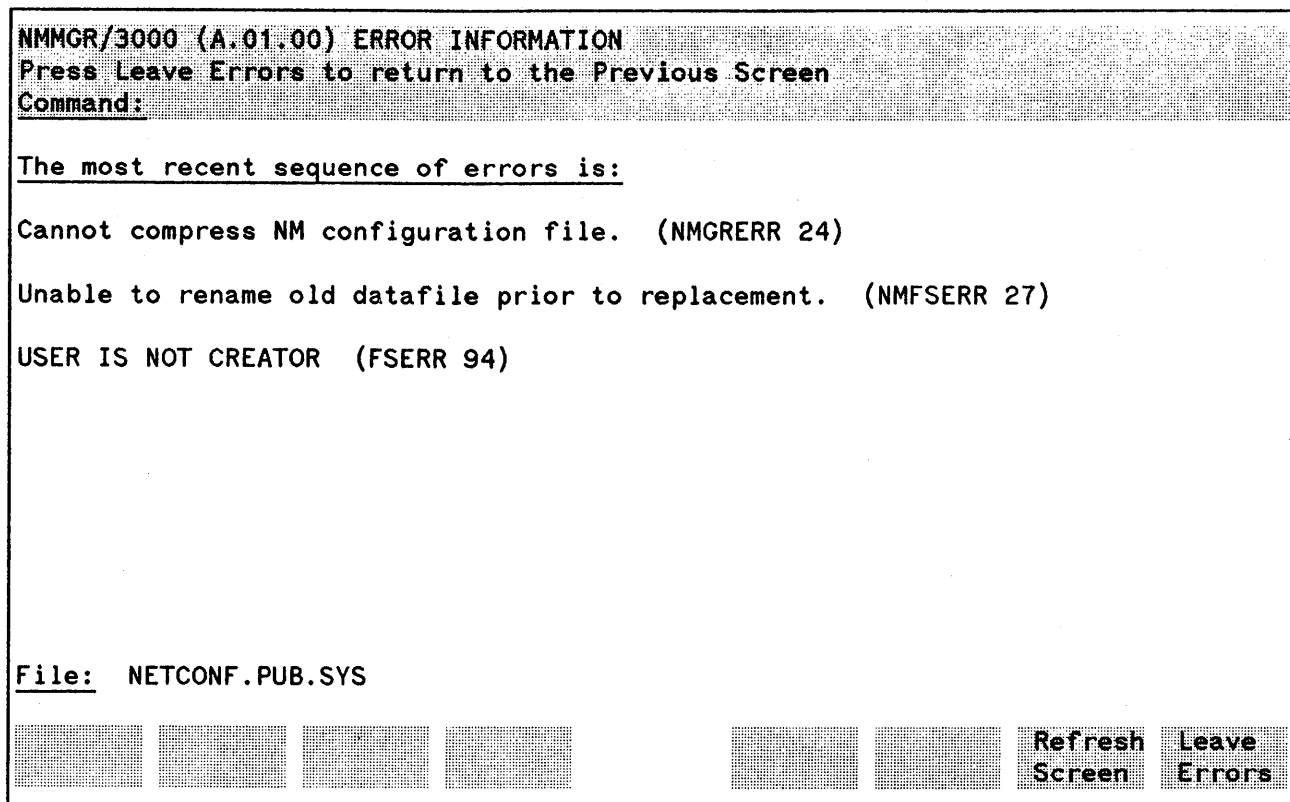 NMMGR/3000 (A.01.00) ERROR INFORMATION
Press Leave Errors to return to the Previous Screen
Command:
The most recent sequence of errors is:
Cannot compress NM configuration file.  (NMGRERR 24)
Unable to rename old datafile prior to replacement.  (NMFSERR 27)
USER IS NOT CREATOR  (FSERR 94)
File:  NETCONF.PUB.SYS
Refresh Leave
Screen Errors